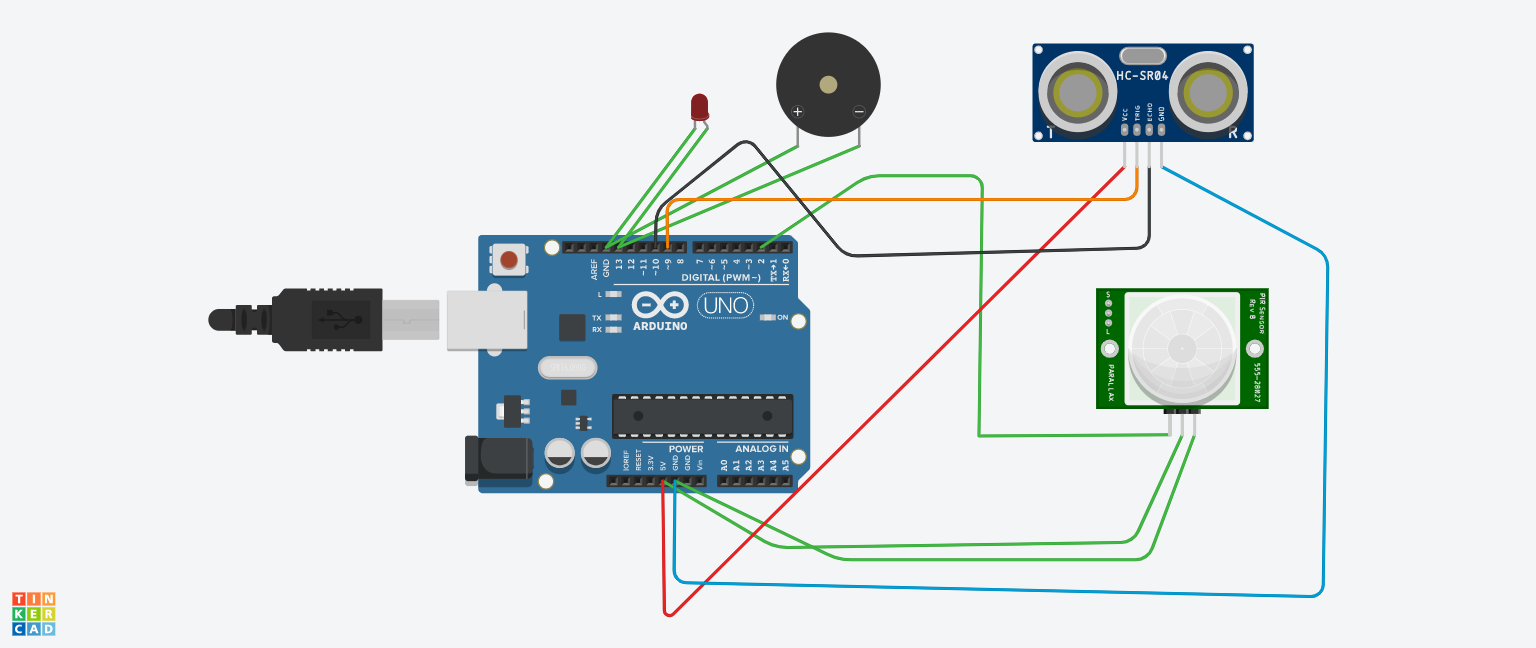 HC-SR04
VCC
TRIG
ECHO
GND
T
R
+
−
AREF
GND
13
12
~11
~10
~9
8
7
~6
~5
4
~3
2
TX→1
RX←0
DIGITAL (PWM~)
L
TX
RX
UNO
ARDUINO
ON
S
L
PARALLAX
PIR SENSOR
REV B
555-28027
POWER
ANALOG IN
IOREF
RESET
3.3V
5V
GND
GND
Vin
A0
A1
A2
A3
A4
A5
TIN
KER
CAD